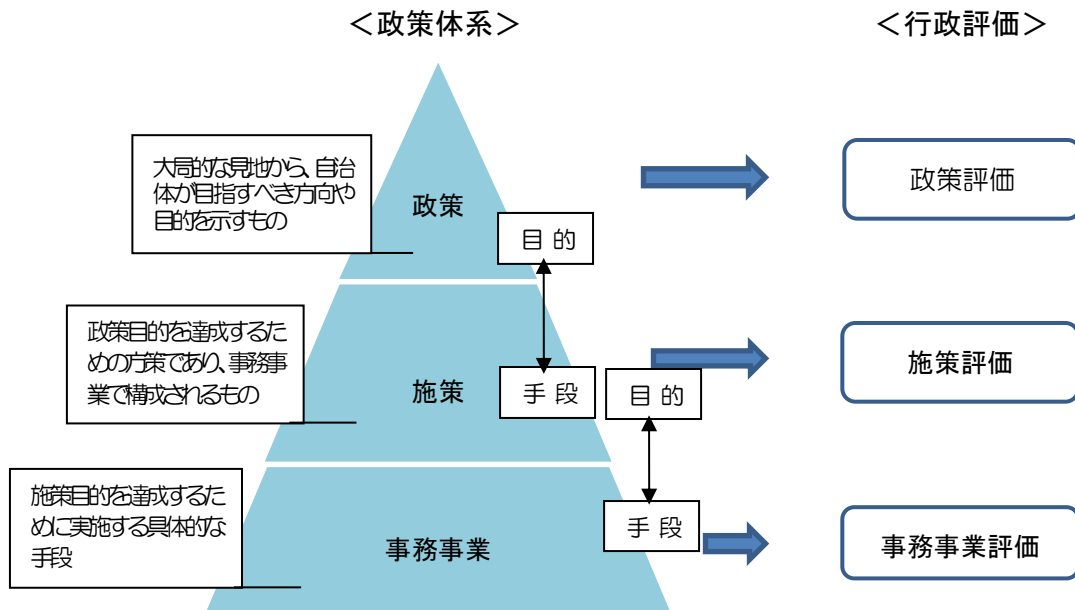 ＜政策体系＞
＜行政評価＞
大局的な見地から、自治
体が目指すべき方向や
目的を示すもの
政策
目 的
政策評価
政策目的を達成するた
めの方策であり、事務事
業で構成されるもの
施策
手 段
目 的
施策評価
施策目的を達成するた
めに実施する具体的な
手段
事務事業
手 段
事務事業評価